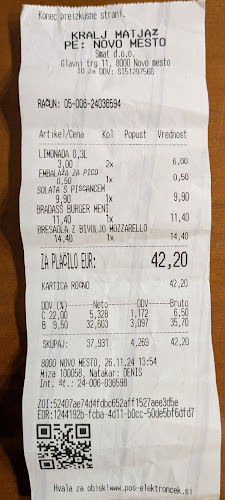 Konec preizkusne strani.
KRALJ MATJAZ
PE: NOVO MESTO
Smat d.o.o.
Glavni trg 11, 8000 Novo mesto
ID za DDV: SI51297566
RAČUN: 05-006-24036594
Artikel/Cena Kol Popust Vrednost
LIMONADA 0,3L
3,00 2x 6,00
EMBALAŽA ZA PICO
0,50 1x 0,50
SOLATA S PISCANCEM
9,90 1x 9,90
BRADASS BURGER MENI
11,40 1x 11,40
BRESAOLA Z BIVOLJO MOZZARELLO
14,40 1x 14,40
ZA PLAČILO EUR: 42,20
KARTICA ROČNO 42,20
DDV (%) Neto DDV Bruto
C 22,00 5,328 1,172 6,50
B 9,50 32,603 3,097 35,70
SKUPAJ: 37,931 4,269 42,20
8000 NOVO MESTO, 26.11.24 13:54
Miza 100058, Natakar: DENIS
Int. št.: 24-006-036598
ZOI:52407ae74d4fdbc652aff1527aee3d5e
EOR:1244192b-fcba-4d11-b0cc-50de5bf6dfd7
Hvala za obisk!www.pos-elektroncek.si